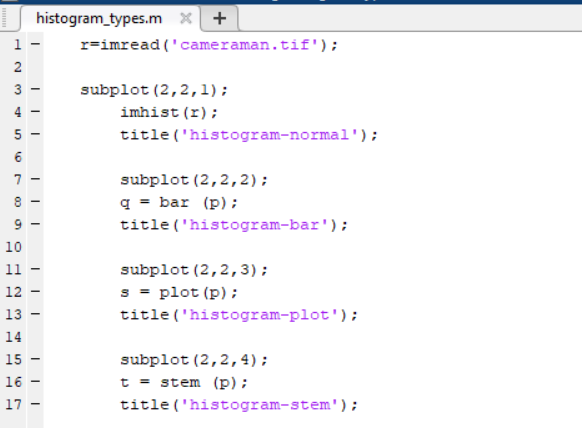 histogram_types.m × +
1 – r=imread('cameraman.tif');
2
3 – subplot(2,2,1);
4 – imhist(r);
5 – title('histogram-normal');
6
7 – subplot(2,2,2);
8 – q = bar (p);
9 – title('histogram-bar');
10
11 – subplot(2,2,3);
12 – s = plot(p);
13 – title('histogram-plot');
14
15 – subplot(2,2,4);
16 – t = stem (p);
17 – title('histogram-stem');